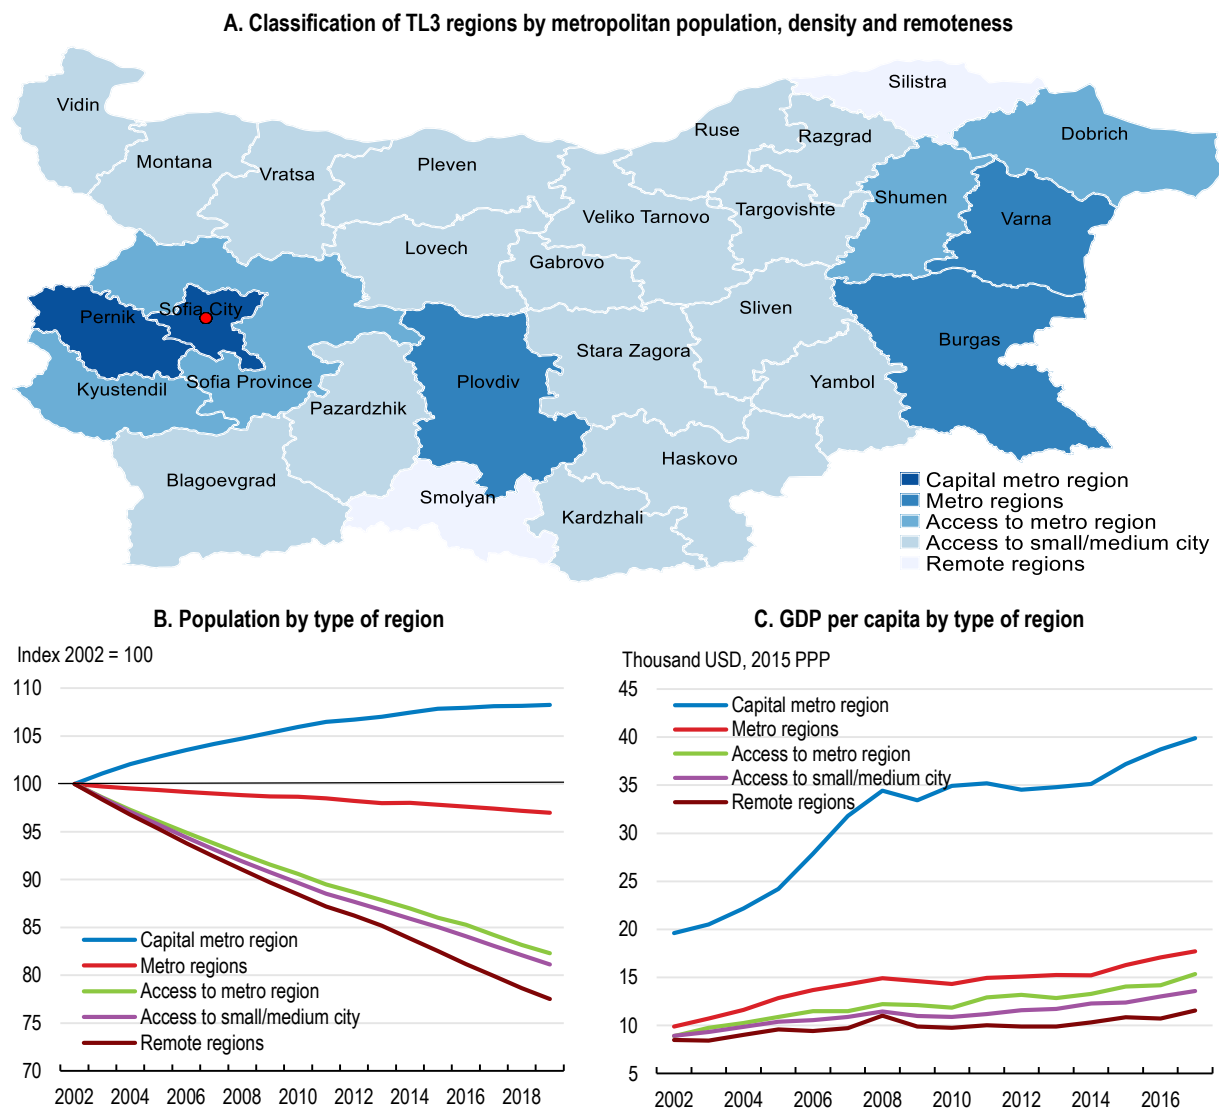 A. Classification of TL3 regions by metropolitan population, density and remoteness
Silistra
Vidin
Ruse
Razgrad
Dobrich
Montana
Pleven
Vratsa
Shumen
Targovishte
Veliko Tarnovo
Varna
Lovech
Gabrovo
Sofia City
Pernik
Sliven
Burgas
Stara Zagora
Kyustendil
Sofia Province
Plovdiv
Yambol
Pazardzhik
Haskovo
Blagoevgrad
Smolyan
Kardzhali
Capital metro region
Metro regions
Access to metro region
Access to small/medium city
Remote regions
B. Population by type of region
Index 2002 = 100
110
105
100
95
90
85
80
75
70
Capital metro region
Metro regions
Access to metro region
Access to small/medium city
Remote regions
2002 2004 2006 2008 2010 2012 2014 2016 2018
C. GDP per capita by type of region
Thousand USD, 2015 PPP
45
40
35
30
25
20
15
10
5
Capital metro region
Metro regions
Access to metro region
Access to small/medium city
Remote regions
2002 2004 2006 2008 2010 2012 2014 2016